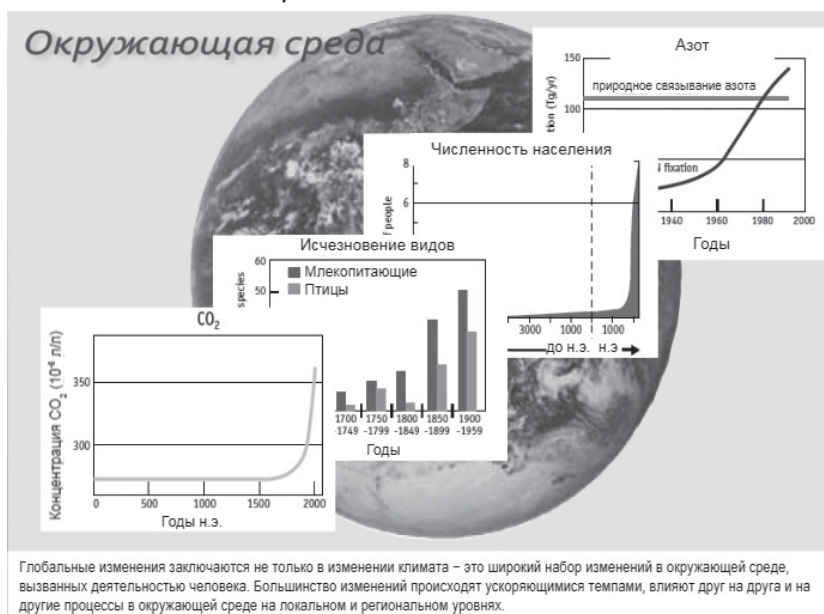 Окружающая среда
Азот
150
природное связывание азота
100
tion (Tg/yr)
fixation
1940 1960 1980 2000
Годы
Численность населения
8
6
f people
3000 1000 1000
до н.э. н.э
Исчезновение видов
60
50
species
Млекопитающие
Птицы
1700 1750 1800 1850 1900
-1749 -1799 -1849 -1899 -1959
Годы
CO₂
Концентрация CO₂ (10⁻⁶ л/л)
350
300
0 500 1000 1500 2000
Годы н.э.
Глобальные изменения заключаются не только в изменении климата – это широкий набор изменений в окружающей среде,
вызванных деятельностью человека. Большинство изменений происходят ускоряющимися темпами, влияют друг на друга и на
другие процессы в окружающей среде на локальном и региональном уровнях.